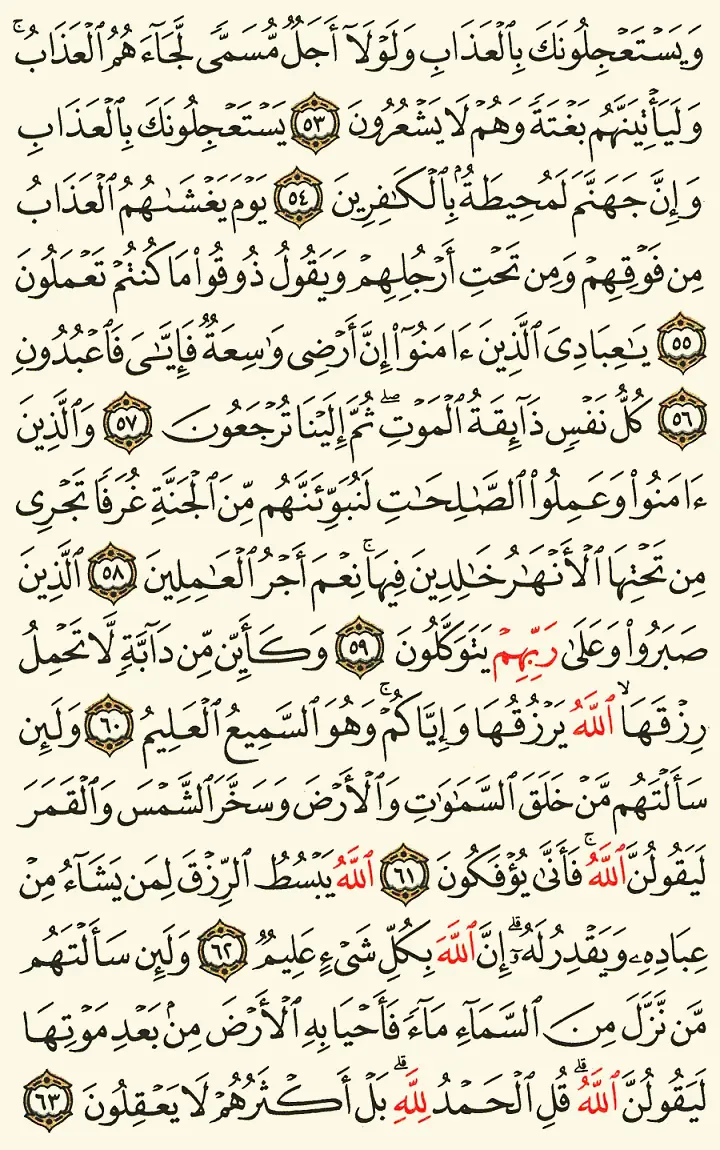 وَيَسْتَعْجِلُونَكَ بِٱلْعَذَابِ وَلَوْلَآ أَجَلٌ مُّسَمًّى لَّجَآءَهُمُ ٱلْعَذَابُۚ
وَلَيَأْتِيَنَّهُم بَغْتَةً وَهُمْ لَا يَشْعُرُونَ ٥٣ يَسْتَعْجِلُونَكَ بِٱلْعَذَابِ
وَإِنَّ جَهَنَّمَ لَمُحِيطَةٌۢ بِٱلْكَٰفِرِينَ ٥٤ يَوْمَ يَغْشَىٰهُمُ ٱلْعَذَابُ
مِن فَوْقِهِمْ وَمِن تَحْتِ أَرْجُلِهِمْ وَيَقُولُ ذُوقُوا۟ مَا كُنتُمْ تَعْمَلُونَ
٥٥ يَٰعِبَادِىَ ٱلَّذِينَ ءَامَنُوٓا۟ إِنَّ أَرْضِى وَٰسِعَةٌ فَإِيَّٰىَ فَٱعْبُدُونِ
٥٦ كُلُّ نَفْسٍ ذَآئِقَةُ ٱلْمَوْتِۖ ثُمَّ إِلَيْنَا تُرْجَعُونَ ٥٧ وَٱلَّذِينَ
ءَامَنُوا۟ وَعَمِلُوا۟ ٱلصَّٰلِحَٰتِ لَنُبَوِّئَنَّهُم مِّنَ ٱلْجَنَّةِ غُرَفًا تَجْرِى
مِن تَحْتِهَا ٱلْأَنْهَٰرُ خَٰلِدِينَ فِيهَاۚ نِعْمَ أَجْرُ ٱلْعَٰمِلِينَ ٥٨ ٱلَّذِينَ
صَبَرُوا۟ وَعَلَىٰ رَبِّهِمْ يَتَوَكَّلُونَ ٥٩ وَكَأَيِّن مِّن دَآبَّةٍ لَّا تَحْمِلُ
رِزْقَهَا ٱللَّهُ يَرْزُقُهَا وَإِيَّاكُمْۚ وَهُوَ ٱلسَّمِيعُ ٱلْعَلِيمُ ٦٠ وَلَئِن
سَأَلْتَهُم مَّنْ خَلَقَ ٱلسَّمَٰوَٰتِ وَٱلْأَرْضَ وَسَخَّرَ ٱلشَّمْسَ وَٱلْقَمَرَ
لَيَقُولُنَّ ٱللَّهُۖ فَأَنَّىٰ يُؤْفَكُونَ ٦١ ٱللَّهُ يَبْسُطُ ٱلرِّزْقَ لِمَن يَشَآءُ مِنْ
عِبَادِهِۦ وَيَقْدِرُ لَهُۥٓۚ إِنَّ ٱللَّهَ بِكُلِّ شَىْءٍ عَلِيمٌ ٦٢ وَلَئِن سَأَلْتَهُم
مَّن نَّزَّلَ مِنَ ٱلسَّمَآءِ مَآءً فَأَحْيَا بِهِ ٱلْأَرْضَ مِنۢ بَعْدِ مَوْتِهَا
لَيَقُولُنَّ ٱللَّهُۚ قُلِ ٱلْحَمْدُ لِلَّهِۚ بَلْ أَكْثَرُهُمْ لَا يَعْقِلُونَ ٦٣